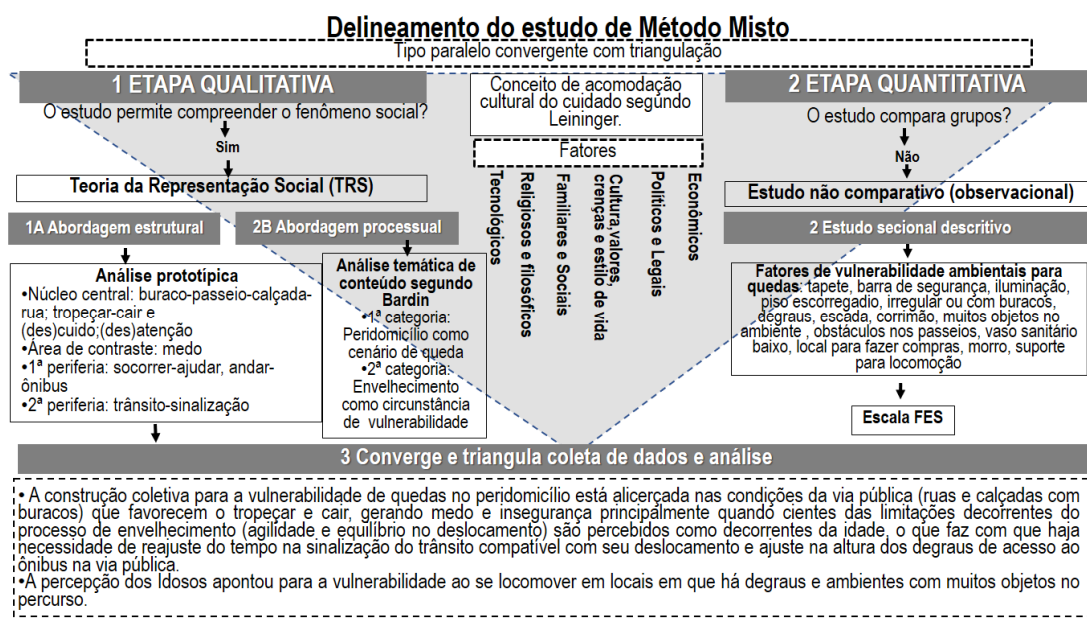 Delineamento do estudo de Método Misto
Tipo paralelo convergente com triangulação
1 ETAPA QUALITATIVA
O estudo permite compreender o fenômeno social?
Sim
Teoria da Representação Social (TRS)
1A Abordagem estrutural
Análise prototípica
•Núcleo central: buraco-passeio-calçada-
rua; tropeçar-cair e
(des)cuido;(des)atenção
•Área de contraste: medo
•1ª periferia: socorrer-ajudar, andar-
ônibus
•2ª periferia: trânsito-sinalização
2B Abordagem processual
Análise temática de
conteúdo segundo
Bardin
•1ª categoria:
Peridomicílio como
cenário de queda
•2ª categoria:
Envelhecimento
como circunstância
de vulnerabilidade
Conceito de acomodação
cultural do cuidado segundo
Leininger.
Fatores
Tecnológicos
Religiosos e filosóficos
Familiares e Sociais
Cultura,valores,
crenças e estilo de vida
Políticos e Legais
Econômicos
2 ETAPA QUANTITATIVA
O estudo compara grupos?
Não
Estudo não comparativo (observacional)
2 Estudo secional descritivo
Fatores de vulnerabilidade ambientais para
quedas: tapete, barra de segurança, iluminação,
piso escorregadio, irregular ou com buracos,
degraus, escada, corrimão, muitos objetos no
ambiente , obstáculos nos passeios, vaso sanitário
baixo, local para fazer compras, morro, suporte
para locomoção
Escala FES
3 Converge e triangula coleta de dados e análise
• A construção coletiva para a vulnerabilidade de quedas no peridomicílio está alicerçada nas condições da via pública (ruas e calçadas com
buracos) que favorecem o tropeçar e cair, gerando medo e insegurança principalmente quando cientes das limitações decorrentes do
processo de envelhecimento (agilidade e equilíbrio no deslocamento) são percebidos como decorrentes da idade, o que faz com que haja
necessidade de reajuste do tempo na sinalização do trânsito compatível com seu deslocamento e ajuste na altura dos degraus de acesso ao
ônibus na via pública.
•A percepção dos Idosos apontou para a vulnerabilidade ao se locomover em locais em que há degraus e ambientes com muitos objetos no
percurso.